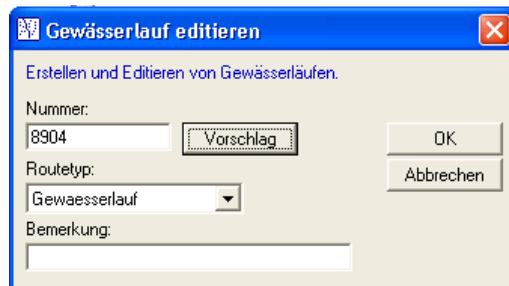 Gewässerlauf editieren
Erstellen und Editieren von Gewässerläufen.
Nummer:
8904
Vorschlag
OK
Routetyp:
Abbrechen
Gewaesserlauf
Bemerkung: